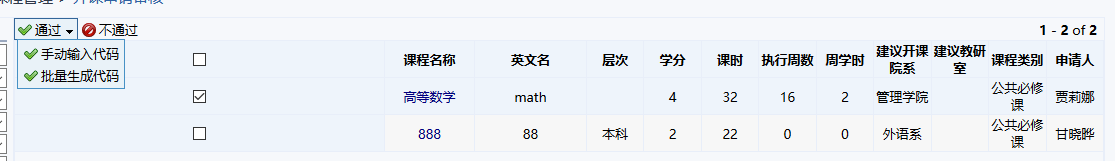 通过 不通过 1 - 2 of 2
手动输入代码
批量生成代码
课程名称 英文名 层次 学分 课时 执行周数 周学时 建议开课院系 建议教研室 课程类别 申请人
高等数学 math 4 32 16 2 管理学院 公共必修课 贾莉娜
888 88 本科 2 22 0 0 外语系 公共必修课 甘晓晔